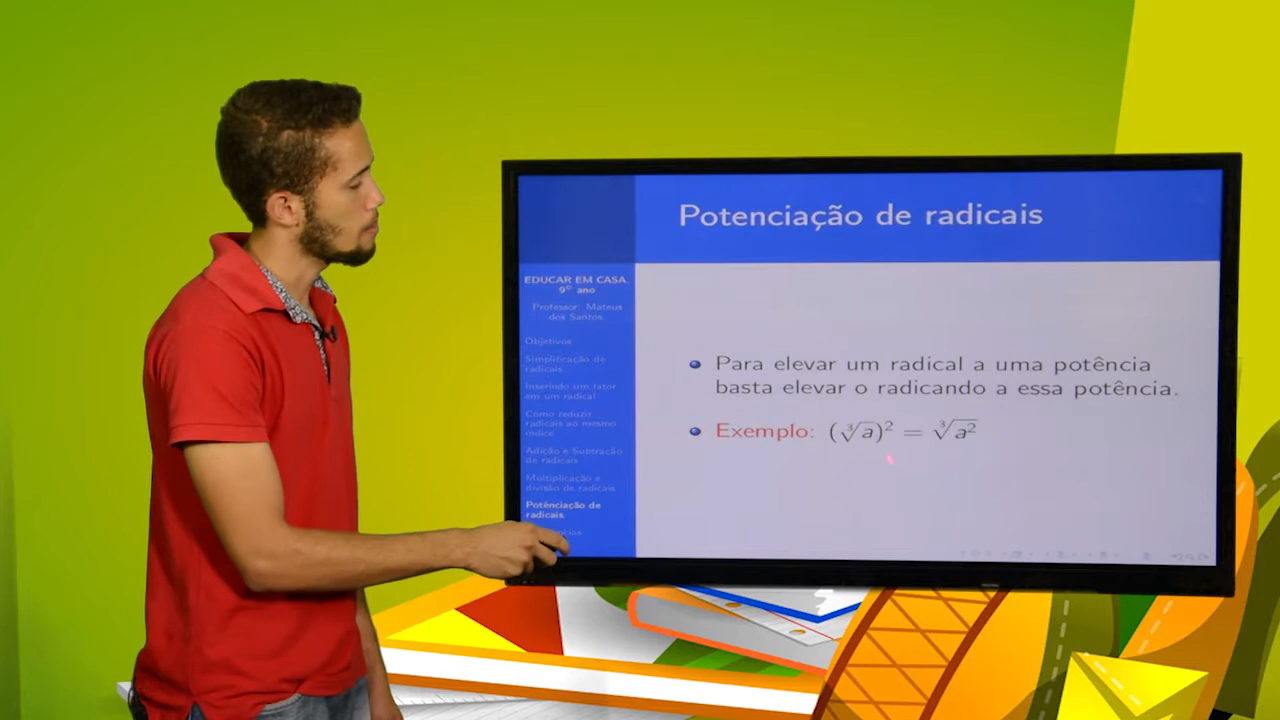 Potenciação de radicais
EDUCAR EM CASA.
9º ano
Professor: Mateus
dos Santos.
Objetivos
Simplificação de
radicais
Inserindo um fator
em um radical
Como reduzir
radicais ao mesmo
índice
Adição e Subtração
de radicais
Multiplicação e
divisão de radicais
Potênciação de
radicais
Para elevar um radical a uma potência
basta elevar o radicando a essa potência.
Exemplo: (∛a)² = ∛a²